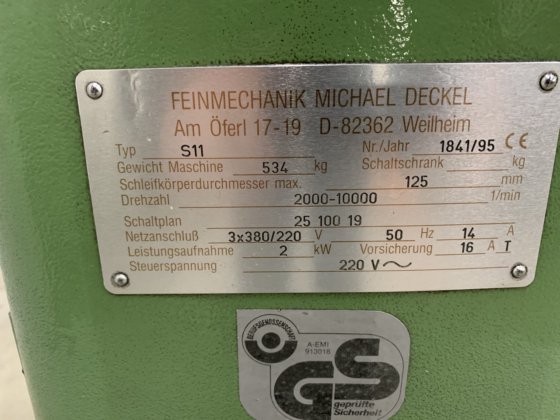 FEINMECHANIK MICHAEL DECKEL
Am Öferl 17-19 D-82362 Weilheim
Typ S11 Nr./Jahr 1841/95 CE
Gewicht Maschine 534 kg Schaltschrank kg
Schleifkörperdurchmesser max. 125 mm
Drehzahl 2000-10000 1/min
Schaltplan 25 100 19
Netzanschluß 3x380/220 V 50 Hz 14 A
Leistungsaufnahme 2 kW Vorsicherung 16 A T
Steuerspannung 220 V~
BERUFSGENOSSENSCHAFT
A-EMI
913018
GS
geprüfte
Sicherheit